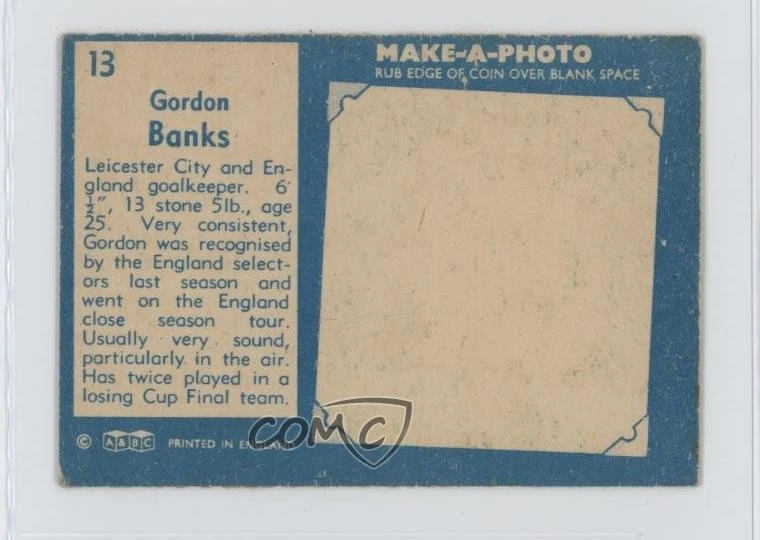 13
Gordon
Banks
Leicester City and En-
gland goalkeeper. 6'
½", 13 stone 5lb., age
25. Very consistent,
Gordon was recognised
by the England select-
ors last season and
went on the England
close season tour.
Usually very sound,
particularly in the air.
Has twice played in a
losing Cup Final team.
© A&BC PRINTED IN ENGLAND
MAKE-A-PHOTO
RUB EDGE OF COIN OVER BLANK SPACE
COMC